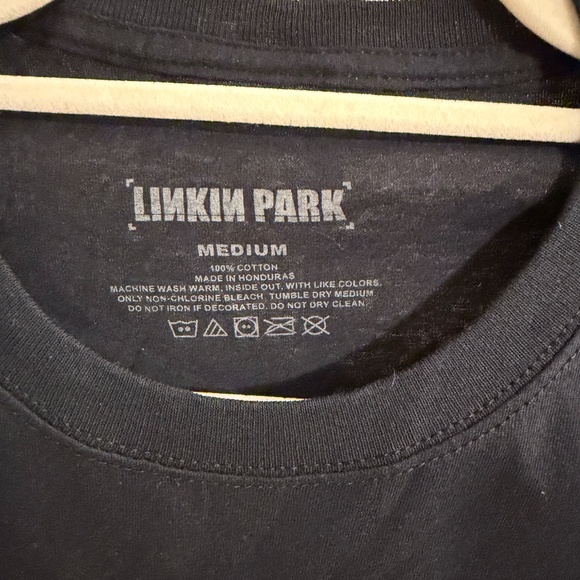 LIИKIИ PARK
MEDIUM
100% COTTON
MADE IN HONDURAS
MACHINE WASH WARM, INSIDE OUT, WITH LIKE COLORS.
ONLY NON-CHLORINE BLEACH, TUMBLE DRY MEDIUM.
DO NOT IRON IF DECORATED. DO NOT DRY CLEAN.